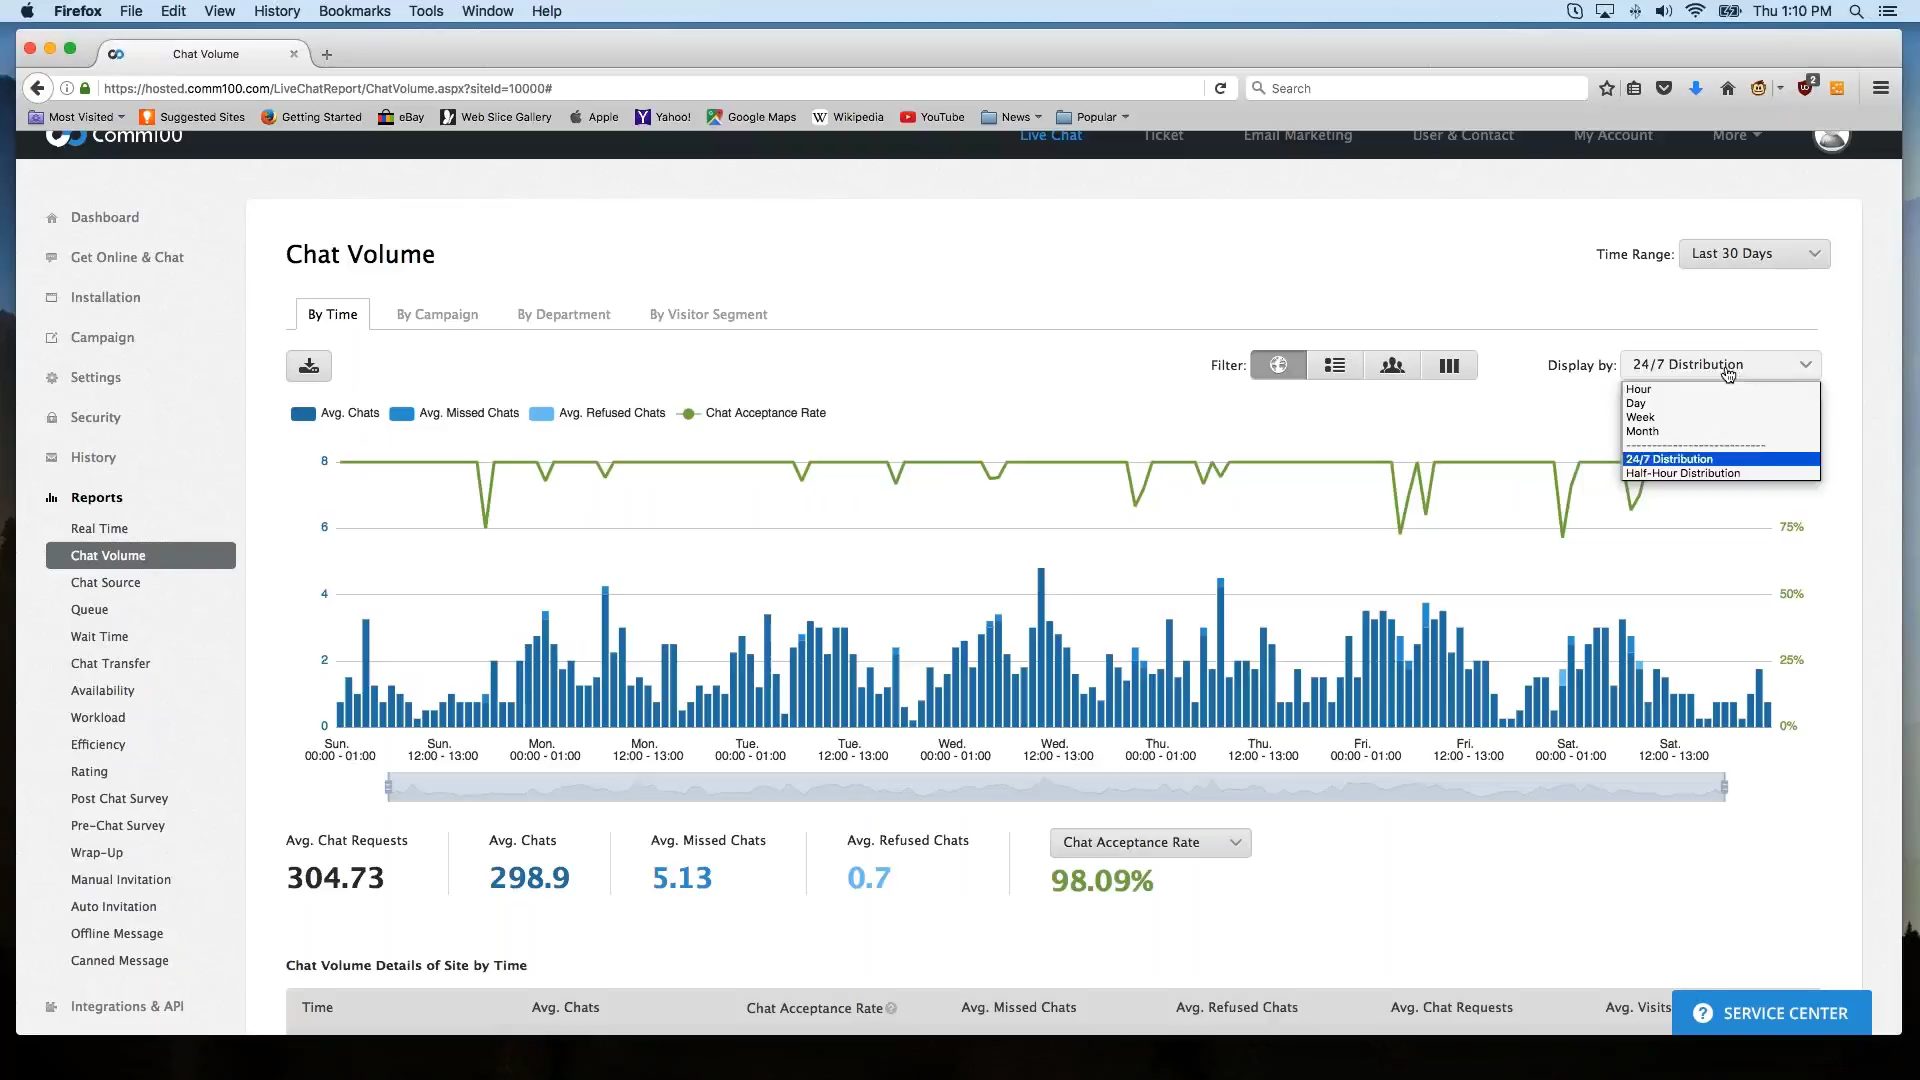 Firefox File Edit View History Bookmarks Tools Window Help Thu 1:10 PM
Chat Volume
https://hosted.comm100.com/LiveChatReport/ChatVolume.aspx?siteId=10000# Search 2
Most Visited Suggested Sites Getting Started eBay Web Slice Gallery Apple Yahoo! Google Maps Wikipedia YouTube News Popular
Comm100 Live Chat Ticket Email Marketing User & Contact My Account More
Dashboard
Get Online & Chat
Installation
Campaign
Settings
Security
History
Reports
Real Time
Chat Volume
Chat Source
Queue
Wait Time
Chat Transfer
Availability
Workload
Efficiency
Rating
Post Chat Survey
Pre-Chat Survey
Wrap-Up
Manual Invitation
Auto Invitation
Offline Message
Canned Message
Integrations & API
Chat Volume
Time Range: Last 30 Days
By Time By Campaign By Department By Visitor Segment
Filter: Display by: 24/7 Distribution
Hour
Day
Week
Month
24/7 Distribution
Half-Hour Distribution
Avg. Chats Avg. Missed Chats Avg. Refused Chats Chat Acceptance Rate
8
6 75%
4 50%
2 25%
0 0%
Sun. Sun. Mon. Mon. Tue. Tue. Wed. Wed. Thu. Thu. Fri. Fri. Sat. Sat.
00:00 - 01:00 12:00 - 13:00 00:00 - 01:00 12:00 - 13:00 00:00 - 01:00 12:00 - 13:00 00:00 - 01:00 12:00 - 13:00 00:00 - 01:00 12:00 - 13:00 00:00 - 01:00 12:00 - 13:00 00:00 - 01:00 12:00 - 13:00
Avg. Chat Requests Avg. Chats Avg. Missed Chats Avg. Refused Chats Chat Acceptance Rate
304.73 298.9 5.13 0.7 98.09%
Chat Volume Details of Site by Time
Time Avg. Chats Chat Acceptance Rate Avg. Missed Chats Avg. Refused Chats Avg. Chat Requests Avg. Visits
? SERVICE CENTER